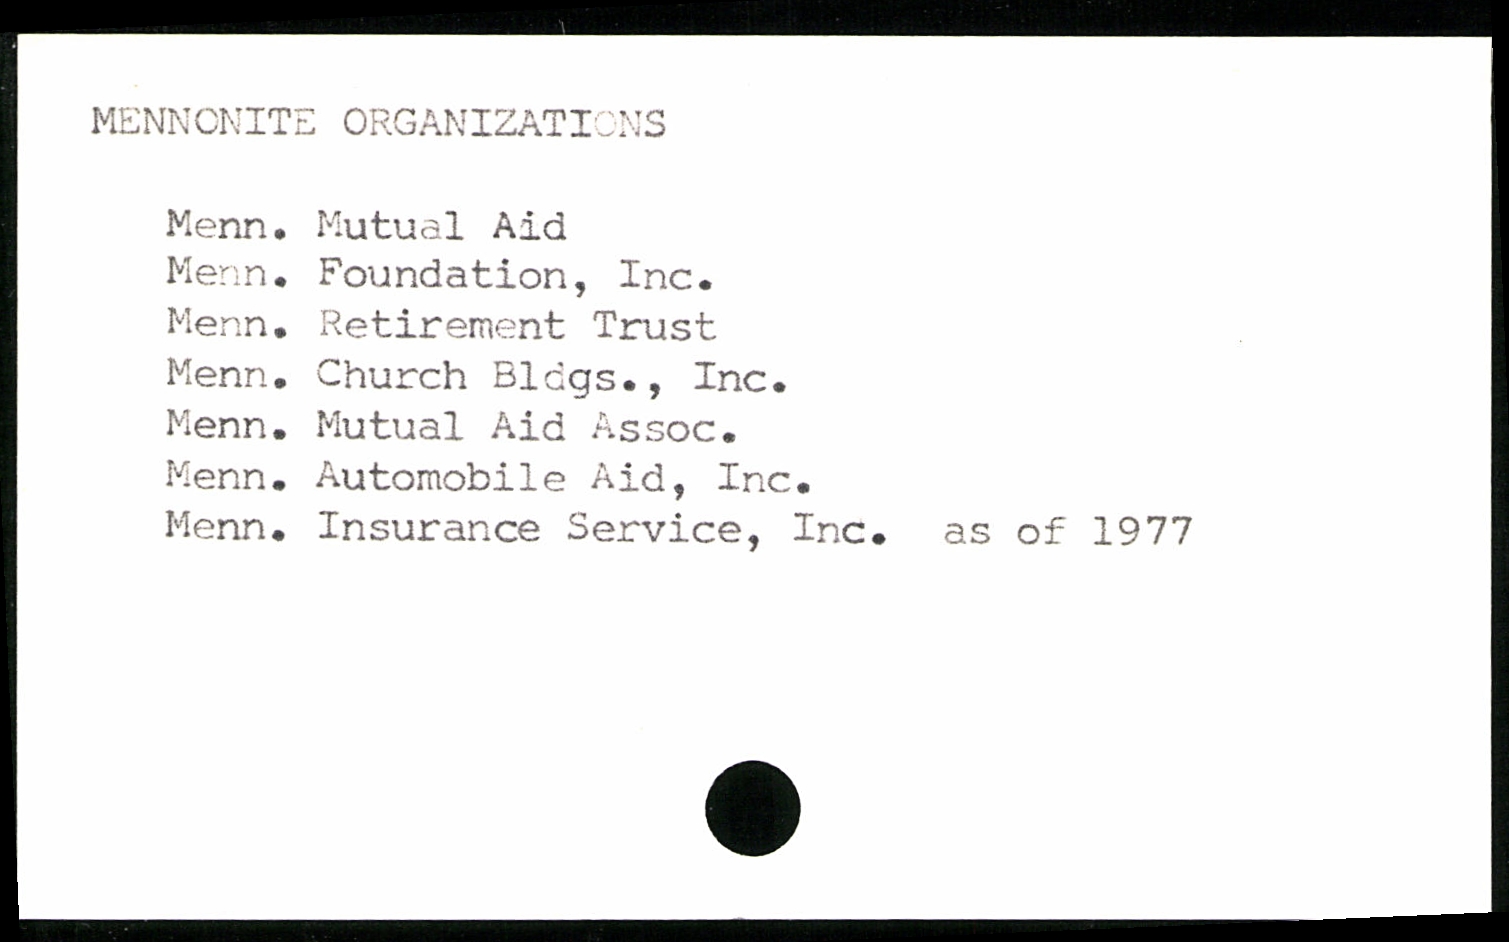 MENNONITE ORGANIZATIONS
Menn. Mutual Aid
Menn. Foundation, Inc.
Menn. Retirement Trust
Menn. Church Bldgs., Inc.
Menn. Mutual Aid Assoc.
Menn. Automobile Aid, Inc.
Menn. Insurance Service, Inc. as of 1977